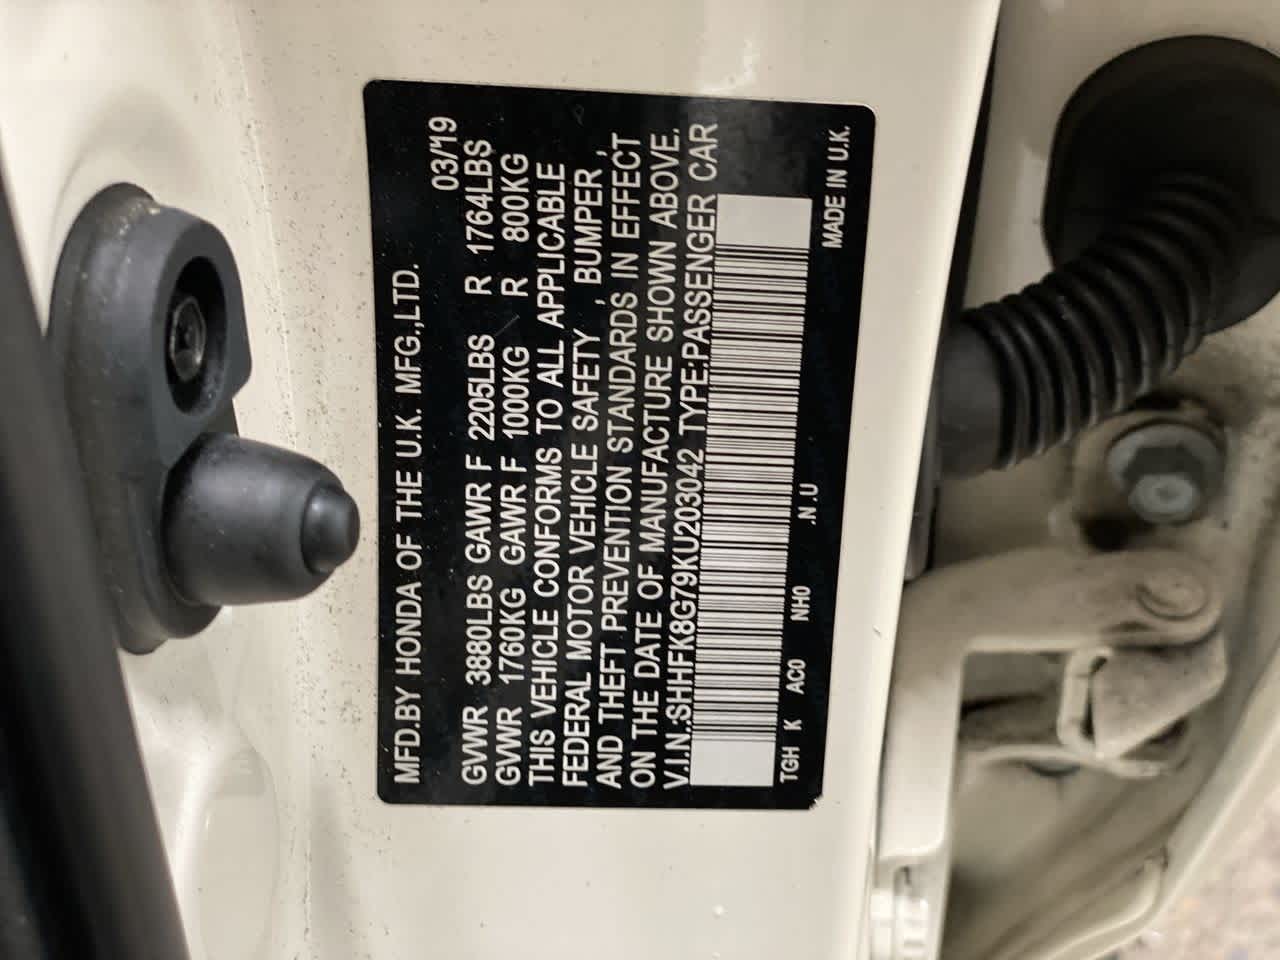 MFD.BY HONDA OF THE U.K. MFG.,LTD.
03/19
GVWR 3880LBS GAWR F 2205LBS R 1764LBS
GVWR 1760KG GAWR F 1000KG R 800KG
THIS VEHICLE CONFORMS TO ALL APPLICABLE
FEDERAL MOTOR VEHICLE SAFETY , BUMPER ,
AND THEFT PREVENTION STANDARDS IN EFFECT
ON THE DATE OF MANUFACTURE SHOWN ABOVE.
V.I.N.:SHHFK8G79KU203042 TYPE:PASSENGER CAR
TGH K AC0 NH0 .N .U
MADE IN U.K.